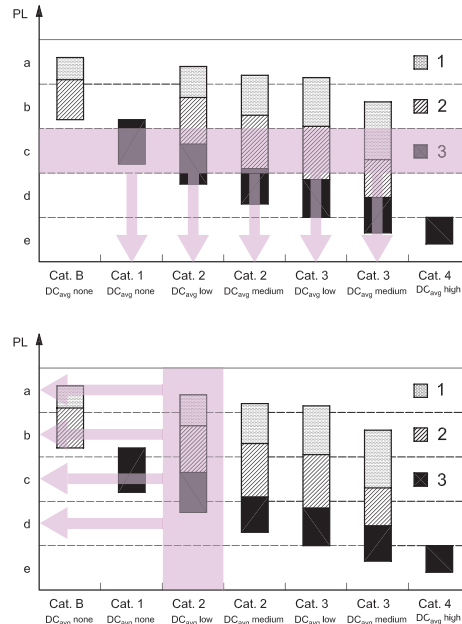 PL
a
1
b
2
c
3
d
e
Cat. B Cat. 1 Cat. 2 Cat. 2 Cat. 3 Cat. 3 Cat. 4
DCavg none DCavg none DCavg low DCavg medium DCavg low DCavg medium DCavg high
PL
a
1
b
2
c
3
d
e
Cat. B Cat. 1 Cat. 2 Cat. 2 Cat. 3 Cat. 3 Cat. 4
DCavg none DCavg none DCavg low DCavg medium DCavg low DCavg medium DCavg high